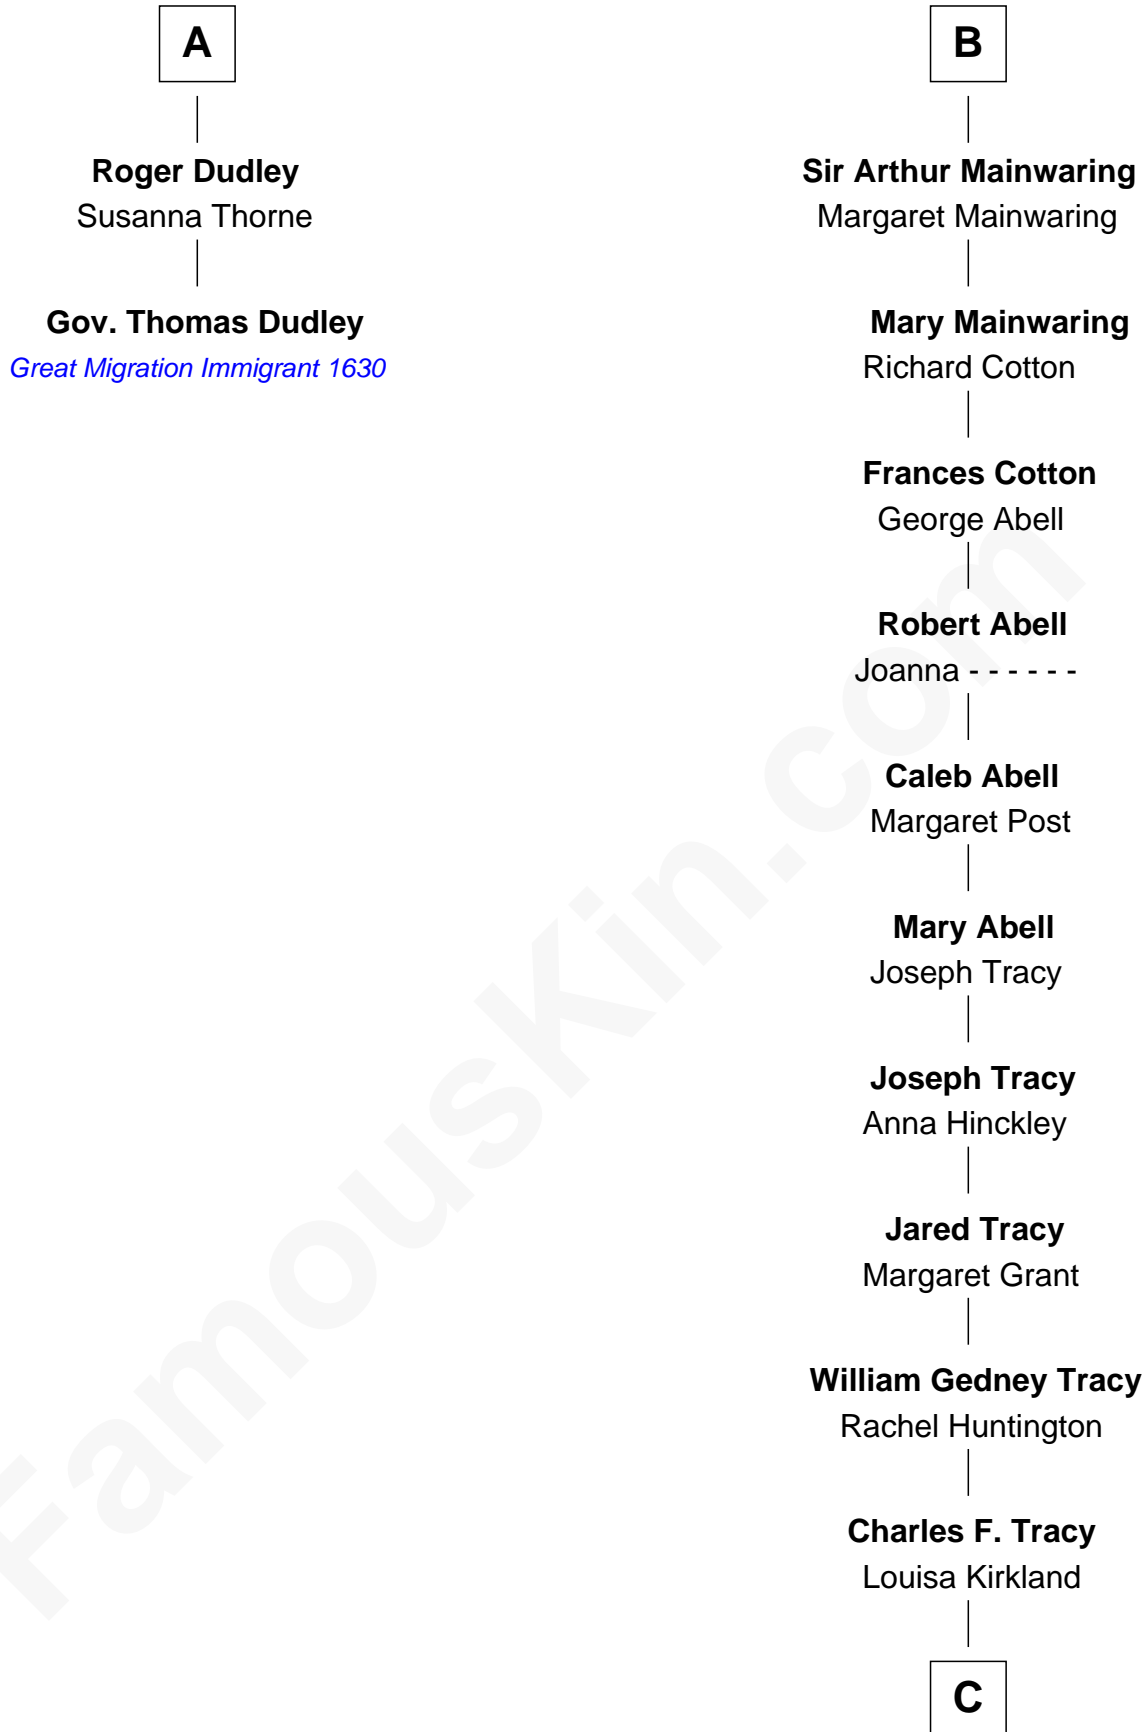 A
Roger Dudley
Susanna Thorne
Gov. Thomas Dudley
Great Migration Immigrant 1630
B
Sir Arthur Mainwaring
Margaret Mainwaring
Mary Mainwaring
Richard Cotton
Frances Cotton
George Abell
Robert Abell
Joanna - - - - - -
Caleb Abell
Margaret Post
Mary Abell
Joseph Tracy
Joseph Tracy
Anna Hinckley
Jared Tracy
Margaret Grant
William Gedney Tracy
Rachel Huntington
Charles F. Tracy
Louisa Kirkland
C
FamousKin.com